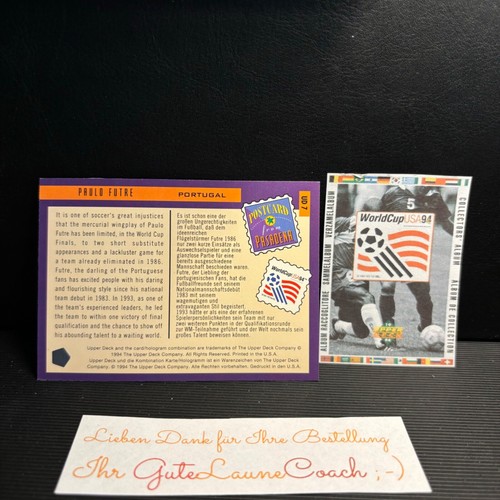 PAULO FUTRE
PORTUGAL
UD 7
It is one of soccer's great injustices
that the mercurial wingplay of Paulo
Futre has been limited, in the World Cup
Finals, to two short substitute
appearances and a lackluster game for
a team already eliminated in 1986.
Futre, the darling of the Portuguese
fans has excited people with his daring
and flourishing style since his national
team debut in 1983. In 1993, as one of
the team's experienced leaders, he led
the team to within one victory of final
qualification and the chance to show off
his abounding talent to a waiting world.
Es ist schon eine der
großen Ungerechtigkeiten
im Fußball, daß dem
ideenreichen
Flügelstürmer Futre 1986
nur zwei kurze Einsätze als
Auswechselspieler und eine
glanzlose Partie für eine
bereits ausgeschiedene
Mannschaft beschieden waren.
Futre, der Liebling der
portugiesischen Fans, hat die
Fußballfreunde seit seinem
Nationalmannschaftsdebüt
1983 mit seinem
wagemutigen und
extravaganten Stil begeistert.
1993 hätte er als eine der erfahrenen
Spielerpersönlichkeiten sein Team mit nur
zwei weiteren Punkten in der Qualifikationsrunde
zur WM-Teilnahme geführt und der Welt nochmals sein
großes Talent beweisen können.
POSTCARD
from
PASADENA
WorldCupUSA94
Upper Deck and the card/hologram combination are trademarks of The Upper Deck Company.
© 1994 The Upper Deck Company. All Rights Reserved. Printed in the U.S.A.
Upper Deck und die Kombination Karte/Hologramm ist ein Warenzeichen von The Upper Deck
Company. © 1994 The Upper Deck Company. Alle Rechte vorbehalten. Gedruckt in den U.S.A.
ALBUM RACCOGLITORE · SAMMELALBUM · VERZAMELALBUM
COLLECTOR'S ALBUM · ALBUM DE COLLECTION
5
WorldCupUSA94
UPPER DECK
Lieben Dank für Ihre Bestellung
Ihr GuteLauneCoach ;-)